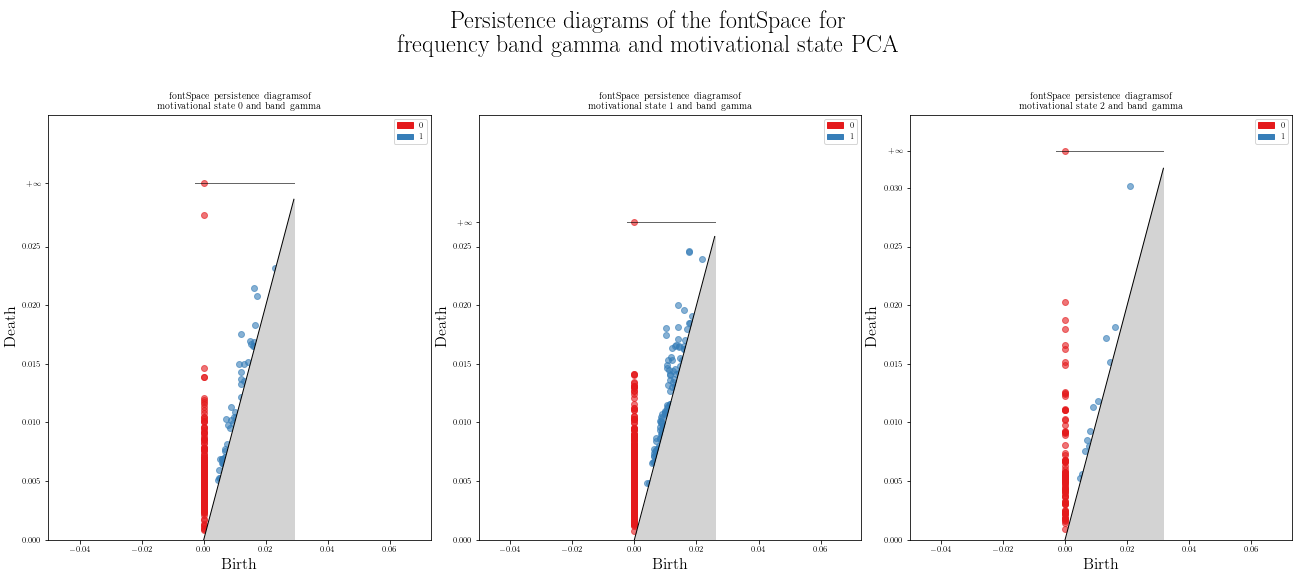 Persistence diagrams of the fontSpace for
frequency band gamma and motivational state PCA
fontSpace persistence diagramsof
motivational state 0 and band gamma
0
1
+∞
0.025
0.020
0.015
0.010
0.005
0.000
Death
−0.04 −0.02 0.00 0.02 0.04 0.06
Birth
fontSpace persistence diagramsof
motivational state 1 and band gamma
0
1
+∞
0.025
0.020
0.015
0.010
0.005
0.000
Death
−0.04 −0.02 0.00 0.02 0.04 0.06
Birth
fontSpace persistence diagramsof
motivational state 2 and band gamma
0
1
+∞
0.030
0.025
0.020
0.015
0.010
0.005
0.000
Death
−0.04 −0.02 0.00 0.02 0.04 0.06
Birth